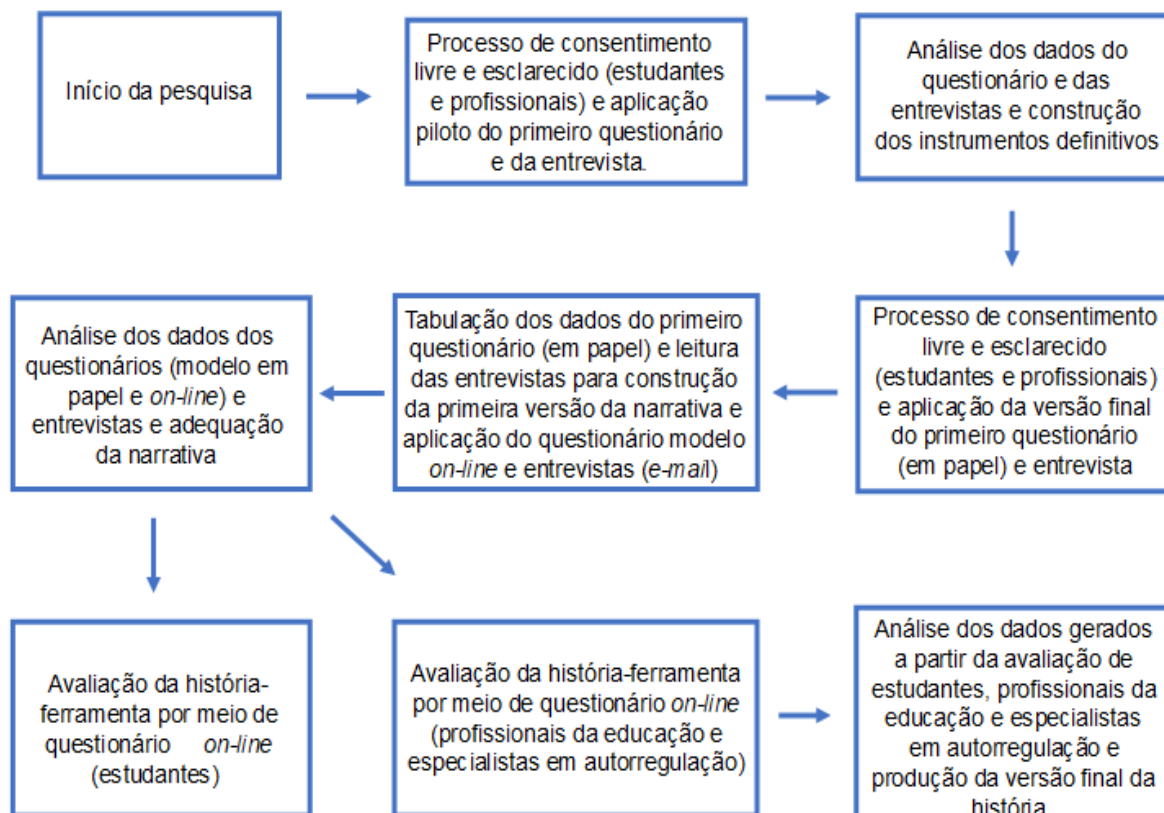 Início da pesquisa
Processo de consentimento
livre e esclarecido (estudantes
e profissionais) e aplicação
piloto do primeiro questionário
e da entrevista.
Análise dos dados do
questionário e das
entrevistas e construção
dos instrumentos definitivos
Processo de consentimento
livre e esclarecido
(estudantes e profissionais)
e aplicação da versão final
do primeiro questionário
(em papel) e entrevista
Tabulação dos dados do primeiro
questionário (em papel) e leitura
das entrevistas para construção
da primeira versão da narrativa e
aplicação do questionário modelo
on-line e entrevistas (e-mail)
Análise dos dados dos
questionários (modelo em
papel e on-line) e
entrevistas e adequação
da narrativa
Avaliação da história-
ferramenta por meio de
questionário on-line
(estudantes)
Avaliação da história-ferramenta
por meio de questionário on-line
(profissionais da educação e
especialistas em autorregulação)
Análise dos dados gerados
a partir da avaliação de
estudantes, profissionais da
educação e especialistas
em autorregulação e
produção da versão final da
história